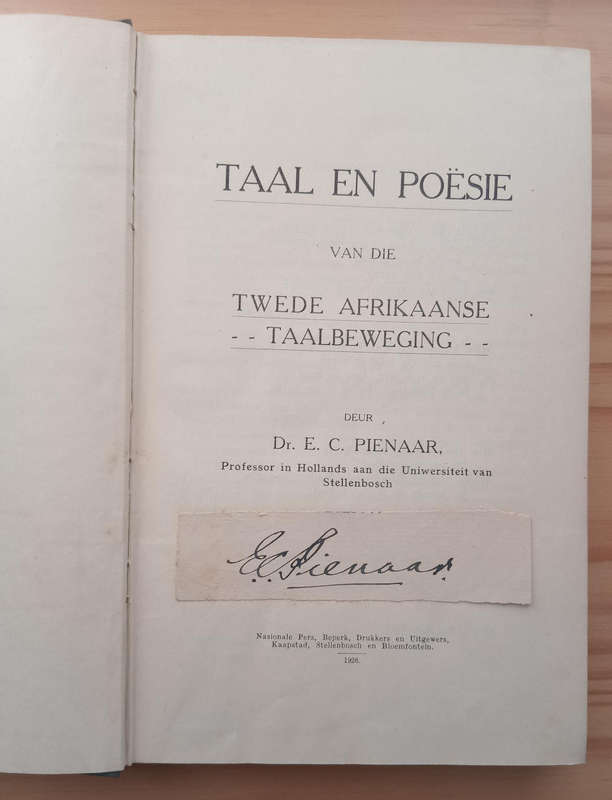 TAAL EN POËSIE
VAN DIE
TWEDE AFRIKAANSE
- - TAALBEWEGING - -
DEUR
Dr. E. C. PIENAAR,
Professor in Hollands aan die Uniwersiteit van
Stellenbosch
E.C. Pienaar.
Nasionale Pers, Beperk, Drukkers en Uitgewers,
Kaapstad, Stellenbosch en Bloemfontein.
1926.